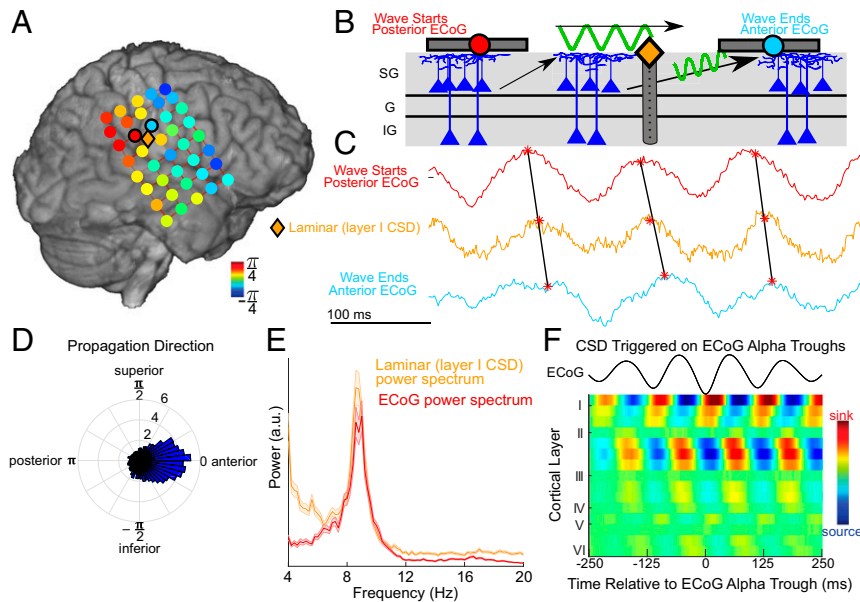 A
π
4
-π
4
Laminar (layer I CSD)
B
Wave Starts
Posterior ECoG
Wave Ends
Anterior ECoG
SG
G
IG
C
Wave Starts
Posterior ECoG
Wave Ends
Anterior ECoG
100 ms
D
Propagation Direction
superior
π
2
6
4
2
2
posterior π
0 anterior
- π
2
inferior
E
Laminar (layer I CSD)
power spectrum
ECoG power spectrum
Power (a.u.)
4
8
12
16
20
Frequency (Hz)
F
CSD Triggered on ECoG Alpha Troughs
ECoG
Cortical Layer
I
II
III
IV
V
VI
sink
source
-250
-125
0
125
250
Time Relative to ECoG Alpha Trough (ms)